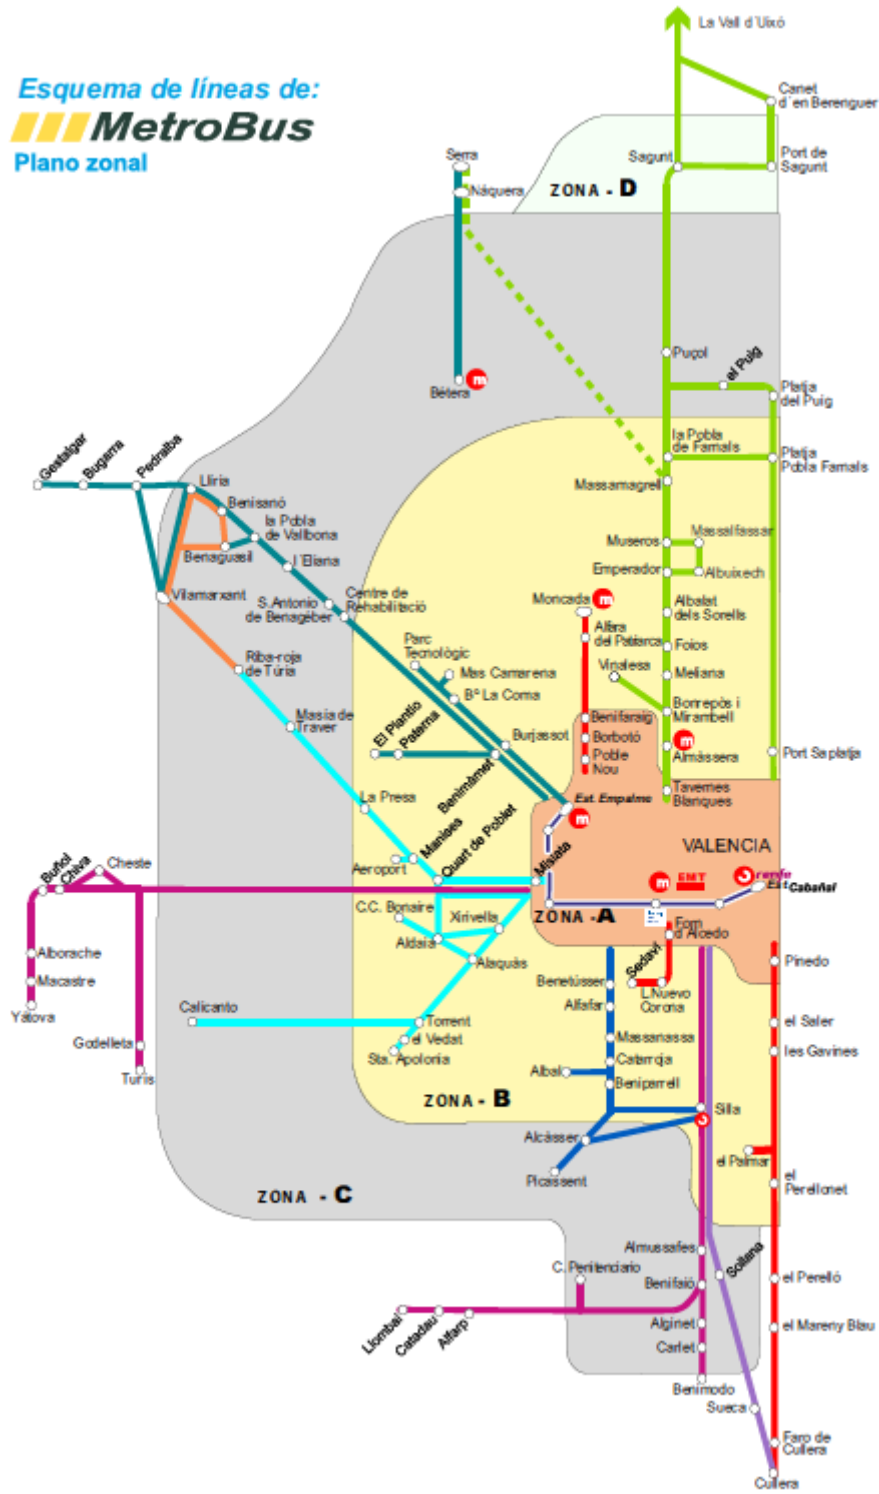 La Vall d´Uixó
Esquema de líneas de:
MetroBus
Plano zonal
Canet
d´en Berenguer
Serra
Sagunt
Port de
Sagunt
Náquera
ZONA - D
Puçol
el Puig
Bétera
m
Platja
del Puig
la Pobla
de Farnals
Platja
Pobla Farnals
Gestalgar
Bugarra
Pedralba
Llíria
Massamagrell
Benisanó
la Pobla
de Vallbona
Museros
Massalfassar
Benaguasil
l´Eliana
Emperador
Albuixech
Vilamarxant
S. Antonio
de Benagéber
Centre de
Rehabilitació
Moncada
m
Albalat
dels Sorells
Alfara
del Patriarca
Foios
Parc
Tecnològic
Mas Camarena
Vinalesa
Meliana
Riba-roja
de Túria
Bº La Coma
Bonrepòs i
Mirambell
Masia de
Traver
El Plantío
Paterna
Burjassot
Benifaraig
Borbotó
m
Almàssera
Port Saplatja
Benimàmet
Poble
Nou
La Presa
Est. Empalme
m
Tavernes
Blanques
Manises
Quart de Poblet
Mislata
VALENCIA
Aeroport
Buñol
Chiva
Cheste
m
EMT
renfe
Est Cabañal
C.C. Bonaire
Xirivella
ZONA - A
Forn
d´Alcedo
Aldaia
Sedaví
Alborache
Alaquàs
Pinedo
Macastre
Benetússer
L.Nuevo
Corona
Yátova
Calicanto
Alfafar
Torrent
el Saler
Godelleta
el Vedat
Massanassa
les Gavines
Sta. Apolonia
Catarroja
Turís
Albal
Beniparrell
ZONA - B
Silla
Alcàsser
el Palmar
Picassent
el
Perellonet
ZONA - C
Almussafes
Sollana
C. Penitenciario
Benifaió
el Perelló
Llombai
Catadau
Alfarp
Alginet
el Mareny Blau
Carlet
Benimodo
Sueca
Faro de
Cullera
Cullera